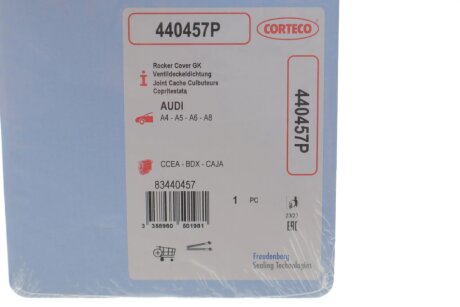 440457P
CORTECO
Rocker Cover GK
Ventildeckeldichtung
Joint Cache Culbuteurs
Copritestata
440457P
AUDI
A4 - A5 - A6 - A8
CCEA - BDX - CAJA
83440457
1 PC
3 358960 501981
EAC
Freudenberg
Sealing Technologies